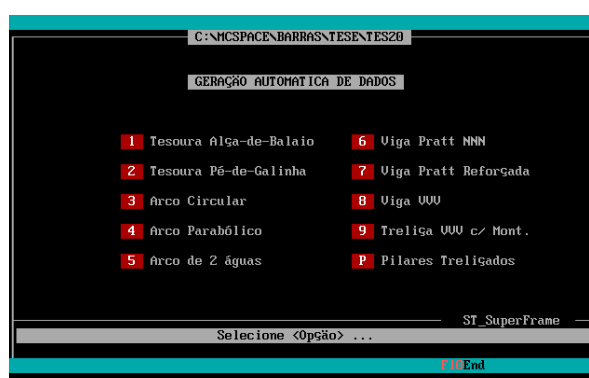 C:\MCSPACE\BARRAS\TESE\TES20
GERAÇÃO AUTOMATICA DE DADOS
1 Tesoura Alça-de-Balaio
2 Tesoura Pé-de-Galinha
3 Arco Circular
4 Arco Parabólico
5 Arco de 2 águas
6 Viga Pratt NNN
7 Viga Pratt Reforçada
8 Viga VVV
9 Treliça VVV c/ Mont.
P Pilares Treliçados
ST_SuperFrame
Selecione <Opção> ...
F10End